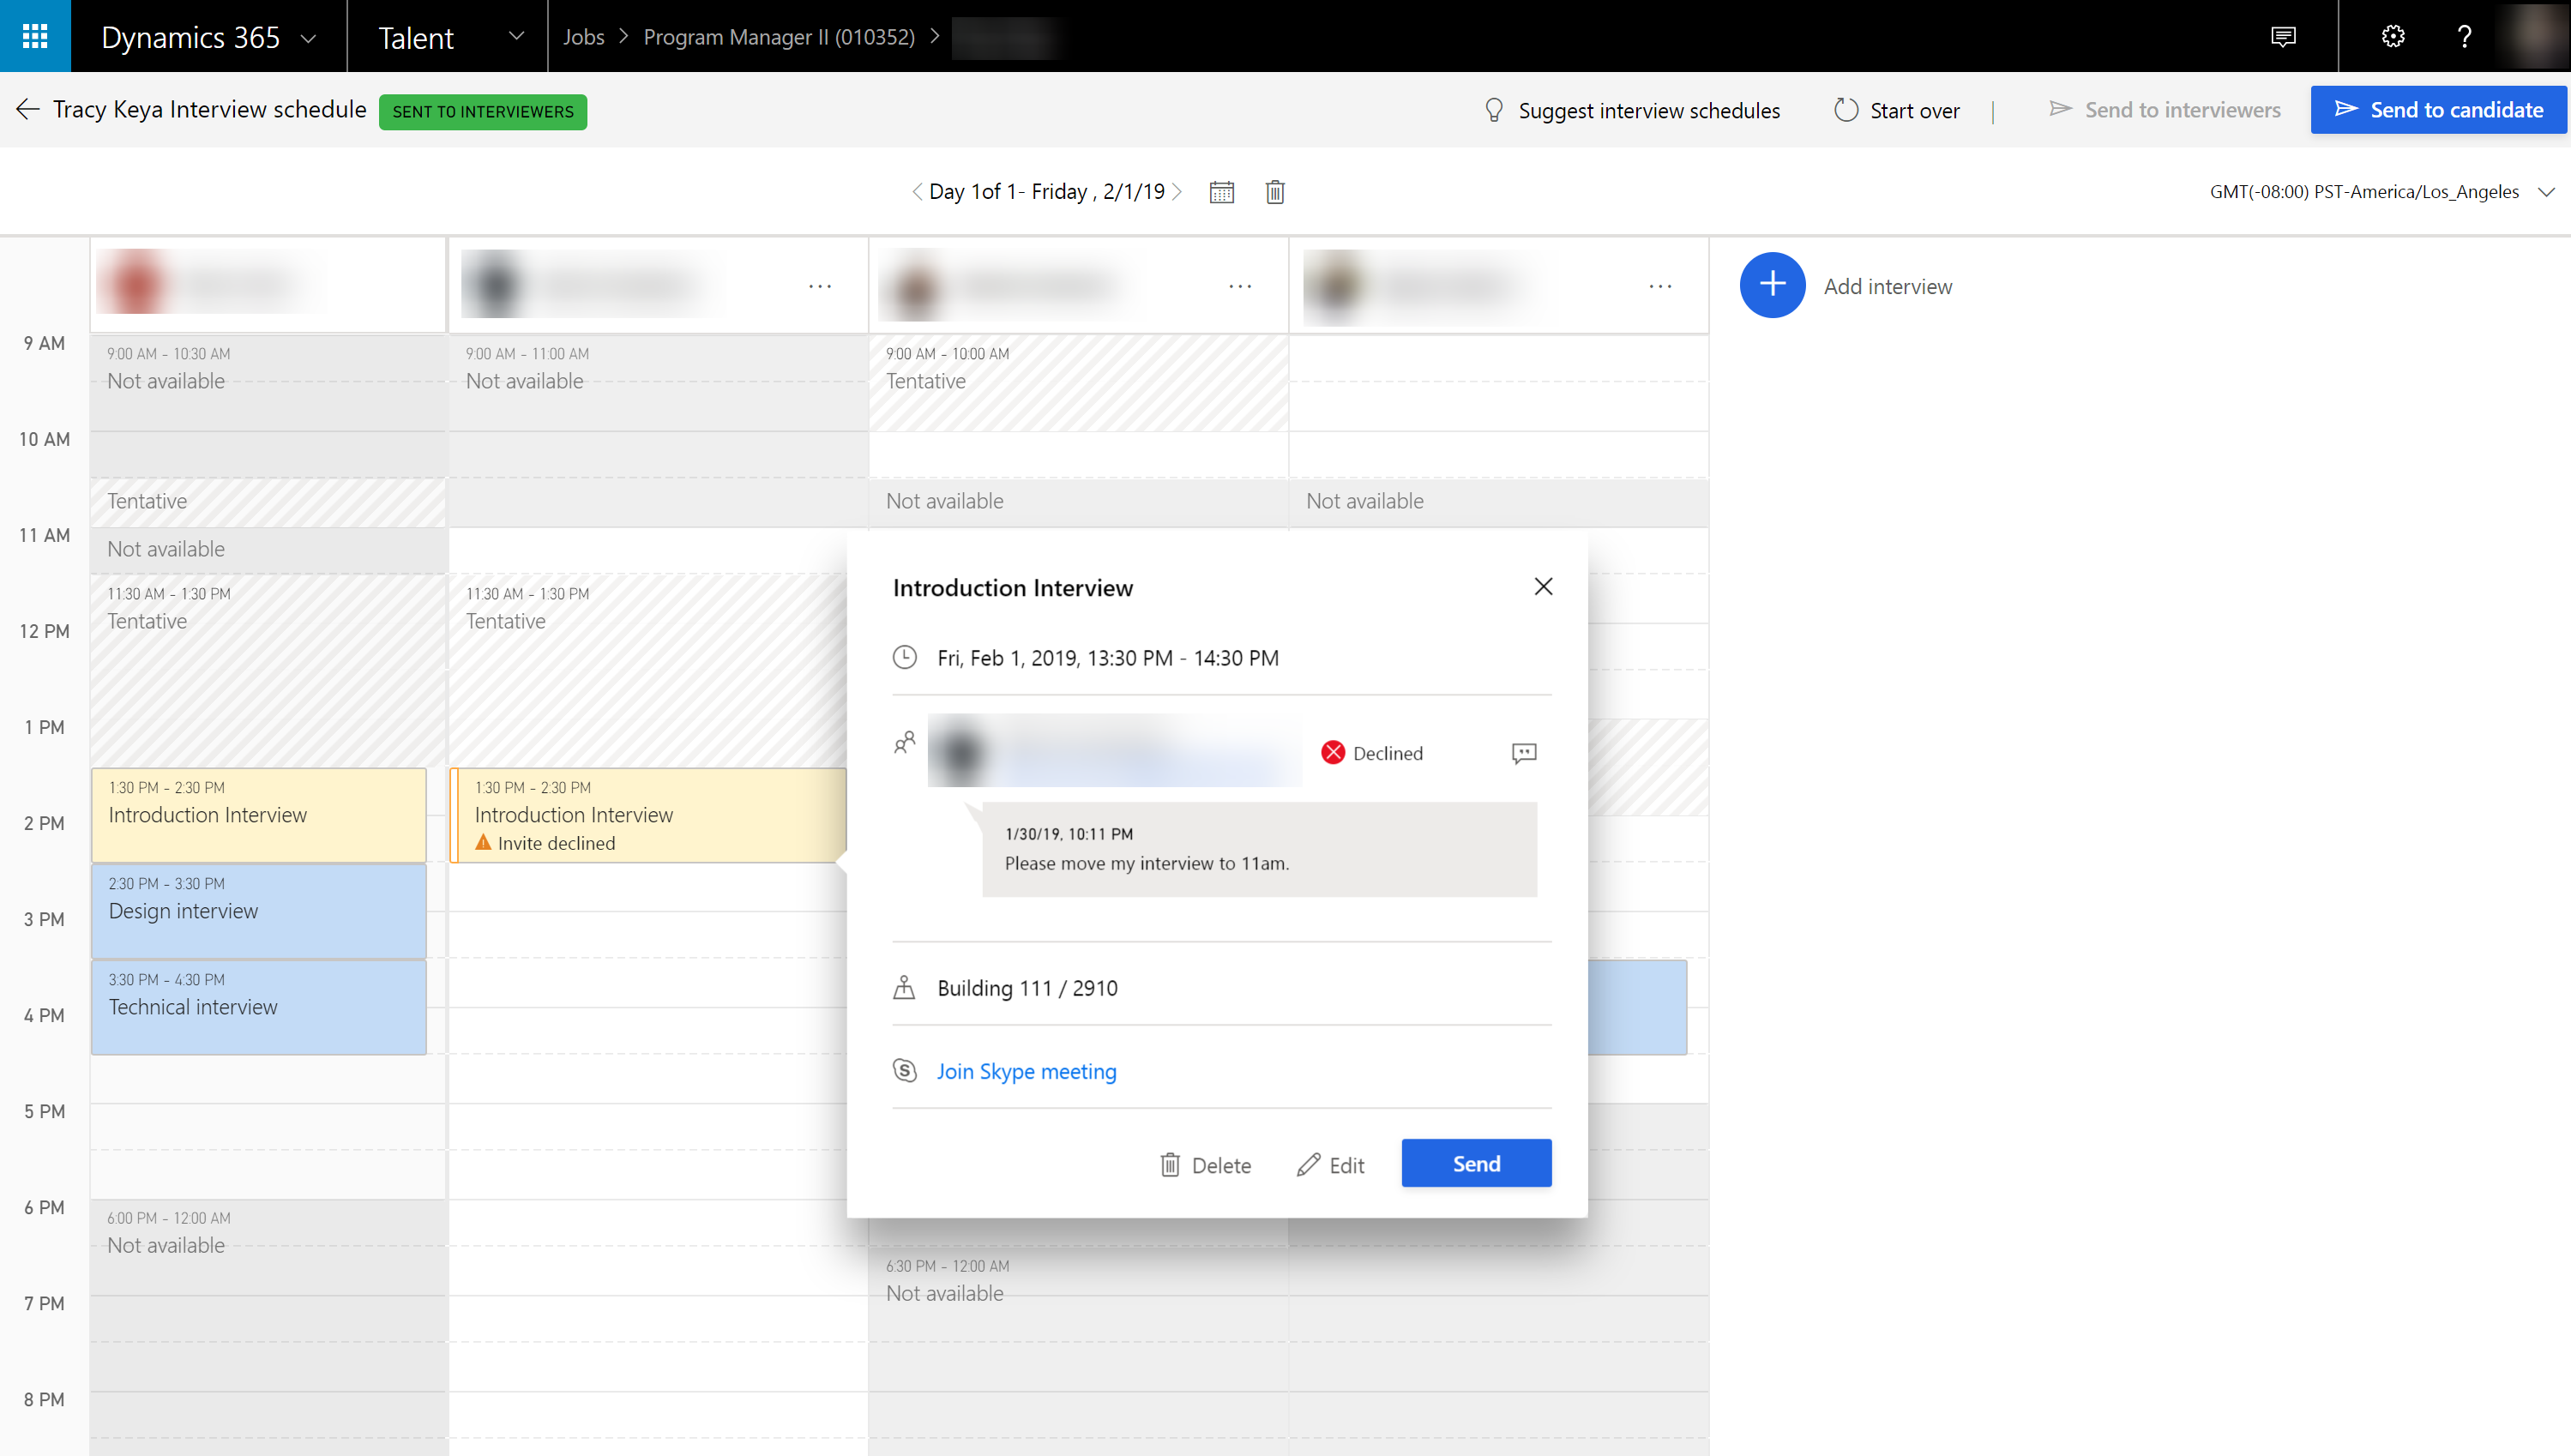 Dynamics 365
Talent
Jobs > Program Manager II (010352) >
Tracy Keya Interview schedule
SENT TO INTERVIEWERS
Suggest interview schedules
Start over
Send to interviewers
Send to candidate
Day 1of 1- Friday , 2/1/19
GMT(-08:00) PST-America/Los_Angeles
Add interview
9 AM
10 AM
11 AM
12 PM
1 PM
2 PM
3 PM
4 PM
5 PM
6 PM
7 PM
8 PM
9:00 AM - 10:30 AM
Not available
Tentative
Not available
11:30 AM - 1:30 PM
Tentative
1:30 PM - 2:30 PM
Introduction Interview
2:30 PM - 3:30 PM
Design interview
3:30 PM - 4:30 PM
Technical interview
6:00 PM - 12:00 AM
Not available
9:00 AM - 11:00 AM
Not available
11:30 AM - 1:30 PM
Tentative
1:30 PM - 2:30 PM
Introduction Interview
Invite declined
9:00 AM - 10:00 AM
Tentative
Not available
6:30 PM - 12:00 AM
Not available
Not available
Introduction Interview
Fri, Feb 1, 2019, 13:30 PM - 14:30 PM
Declined
1/30/19, 10:11 PM
Please move my interview to 11am.
Building 111 / 2910
Join Skype meeting
Delete
Edit
Send